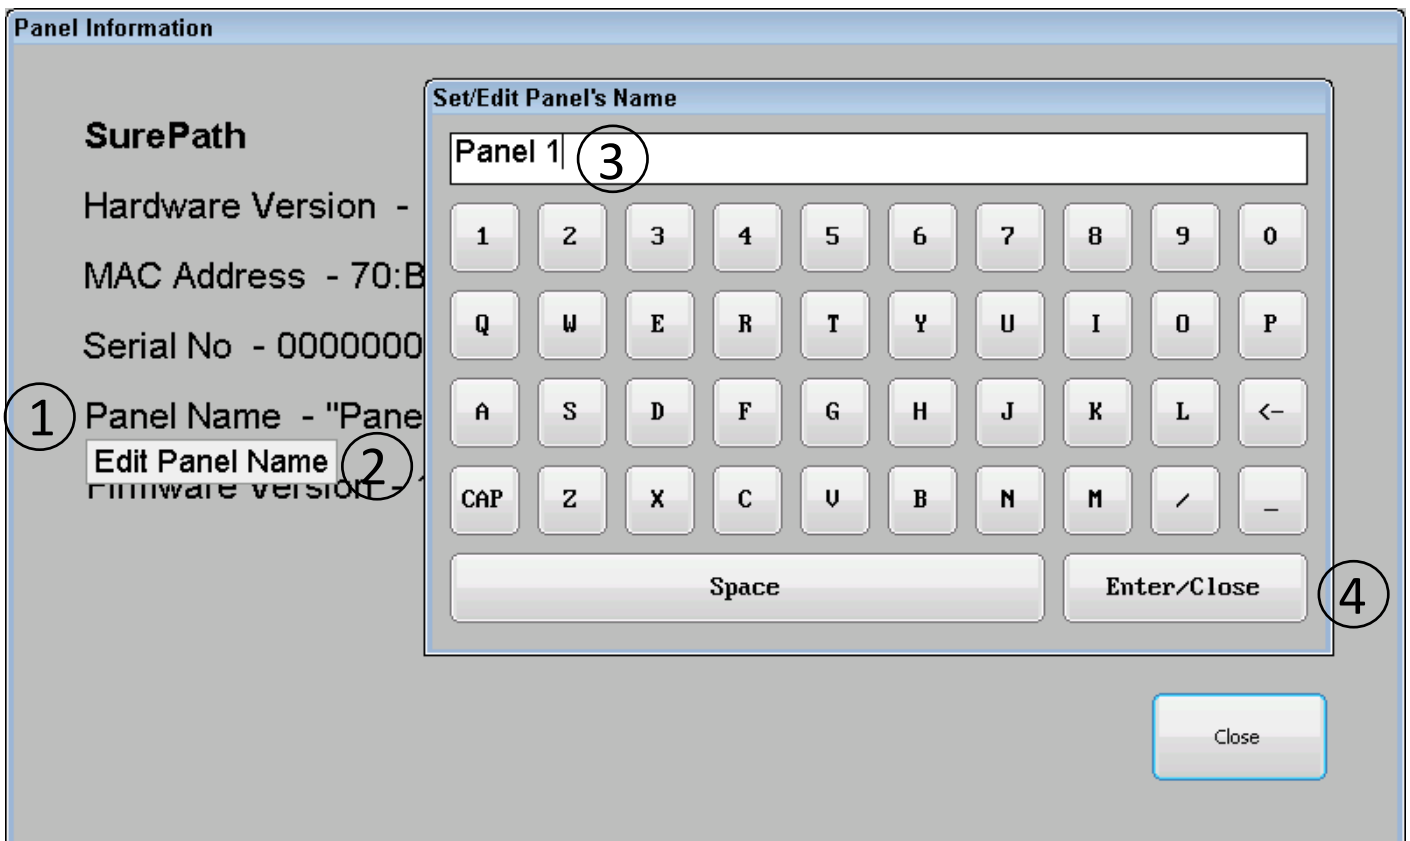 Panel Information
Set/Edit Panel's Name
SurePath
Panel 1
3
Hardware Version -
1 2 3 4 5 6 7 8 9 0
MAC Address - 70:B
Q W E R T Y U I O P
Serial No - 0000000
1 Panel Name - "Pane
A S D F G H J K L <-
Edit Panel Name 2
Firmware Version -
CAP Z X C V B N M / _
Space Enter/Close 4
Close